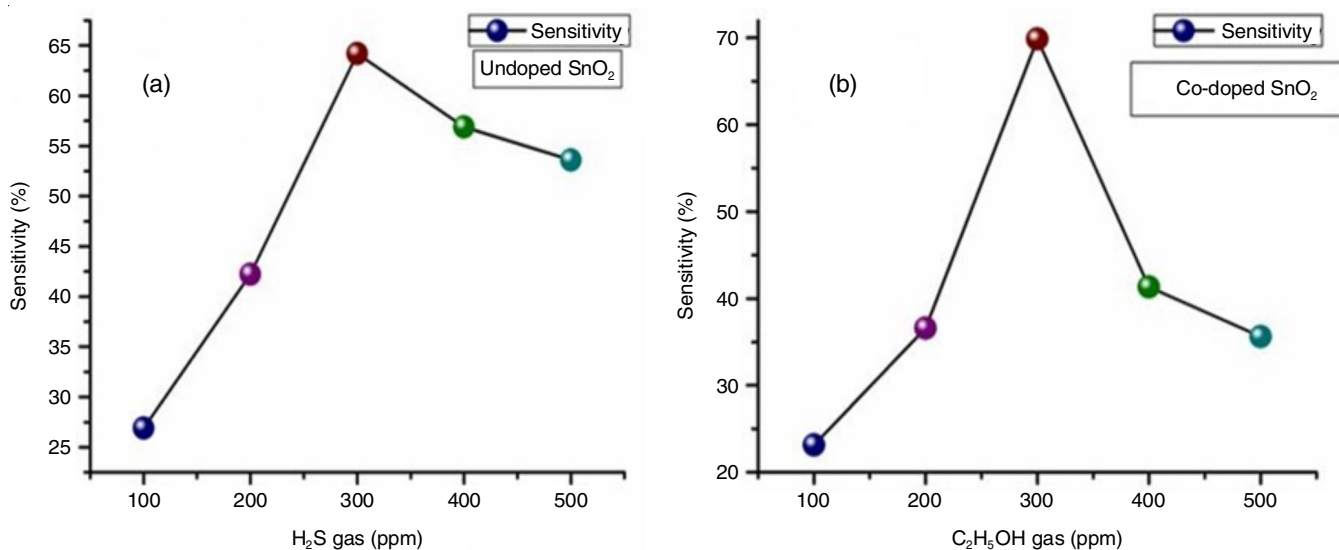 (a)
Sensitivity
Undoped SnO₂
Sensitivity (%)
65
60
55
50
45
40
35
30
25
100 200 300 400 500
H₂S gas (ppm)
(b)
Sensitivity
Co-doped SnO₂
Sensitivity (%)
70
60
50
40
30
20
100 200 300 400 500
C₂H₅OH gas (ppm)